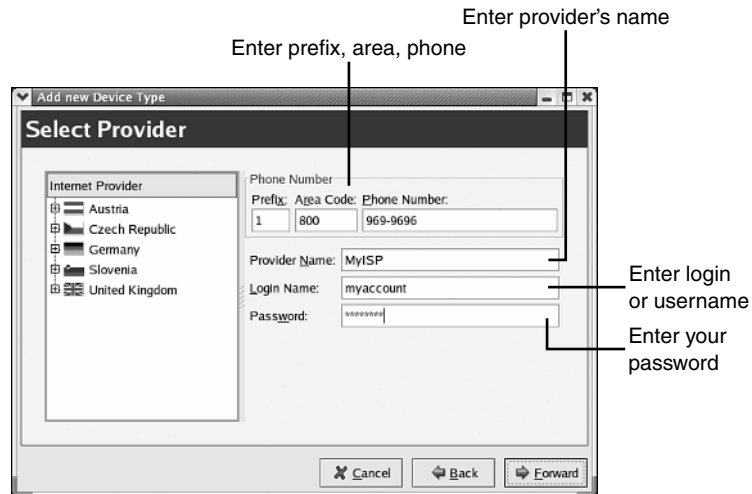 Enter provider's name
Enter prefix, area, phone
Add new Device Type
Select Provider
Internet Provider
Austria
Czech Republic
Germany
Slovenia
United Kingdom
Phone Number
Prefix: Area Code: Phone Number:
1 800 969-9696
Provider Name: MyISP
Login Name: myaccount
Password: ********
Enter login
or username
Enter your
password
Cancel Back Forward